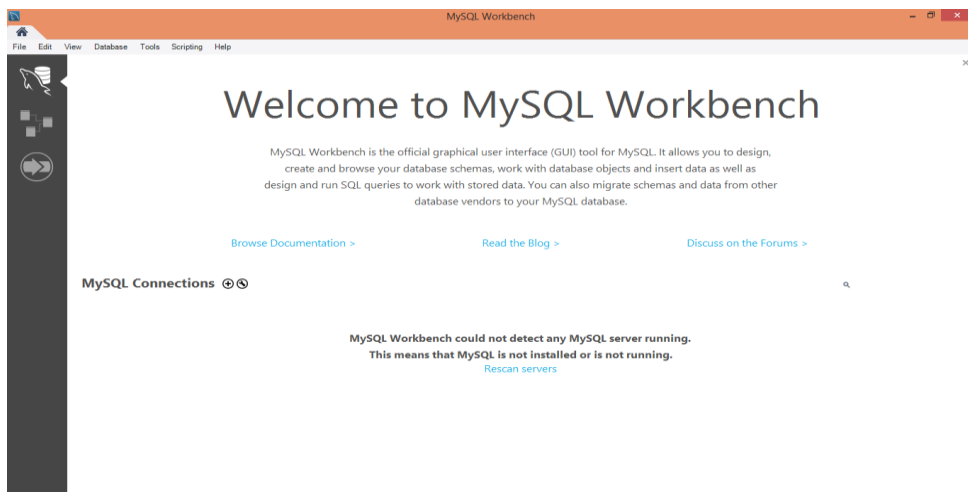 MySQL Workbench
File Edit View Database Tools Scripting Help
Welcome to MySQL Workbench
MySQL Workbench is the official graphical user interface (GUI) tool for MySQL. It allows you to design,
create and browse your database schemas, work with database objects and insert data as well as
design and run SQL queries to work with stored data. You can also migrate schemas and data from other
database vendors to your MySQL database.
Browse Documentation > Read the Blog > Discuss on the Forums >
MySQL Connections
MySQL Workbench could not detect any MySQL server running.
This means that MySQL is not installed or is not running.
Rescan servers